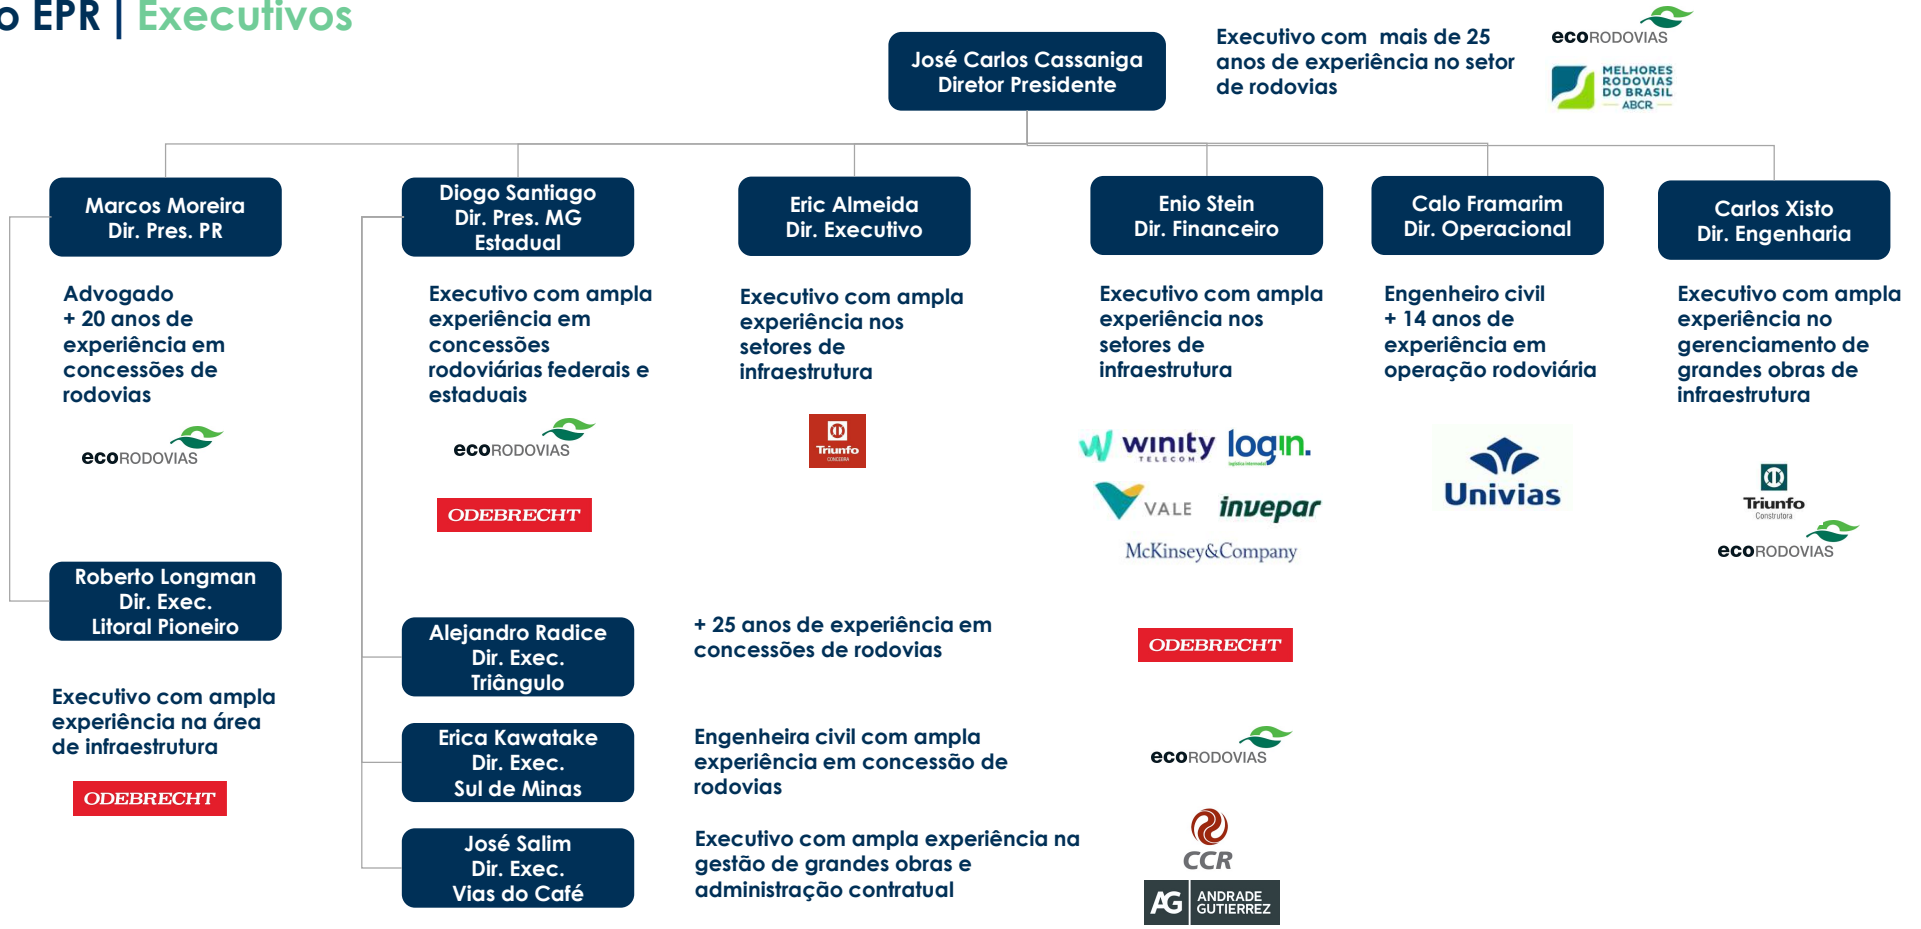 o EPR | Executivos
José Carlos Cassaniga
Diretor Presidente
Executivo com mais de 25
anos de experiência no setor
de rodovias
ecoRODOVIAS
MELHORES
RODOVIAS
DO BRASIL
ABCR
Marcos Moreira
Dir. Pres. PR
Advogado
+ 20 anos de
experiência em
concessões de
rodovias
ecoRODOVIAS
Roberto Longman
Dir. Exec.
Litoral Pioneiro
Executivo com ampla
experiência na área
de infraestrutura
ODEBRECHT
Diogo Santiago
Dir. Pres. MG
Estadual
Executivo com ampla
experiência em
concessões
rodoviárias federais e
estaduais
ecoRODOVIAS
ODEBRECHT
Alejandro Radice
Dir. Exec.
Triângulo
+ 25 anos de experiência em
concessões de rodovias
ODEBRECHT
Erica Kawatake
Dir. Exec.
Sul de Minas
Engenheira civil com ampla
experiência em concessão de
rodovias
ecoRODOVIAS
José Salim
Dir. Exec.
Vias do Café
Executivo com ampla experiência na
gestão de grandes obras e
administração contratual
CCR
AG ANDRADE
GUTIERREZ
Eric Almeida
Dir. Executivo
Executivo com ampla
experiência nos
setores de
infraestrutura
Triunfo
CONCEBRA
Enio Stein
Dir. Financeiro
Executivo com ampla
experiência nos
setores de
infraestrutura
winity
TELECOM
login.
logística intermodal
VALE
invepar
McKinsey&Company
Calo Framarim
Dir. Operacional
Engenheiro civil
+ 14 anos de
experiência em
operação rodoviária
Univias
Carlos Xisto
Dir. Engenharia
Executivo com ampla
experiência no
gerenciamento de
grandes obras de
infraestrutura
Triunfo
Construtora
ecoRODOVIAS